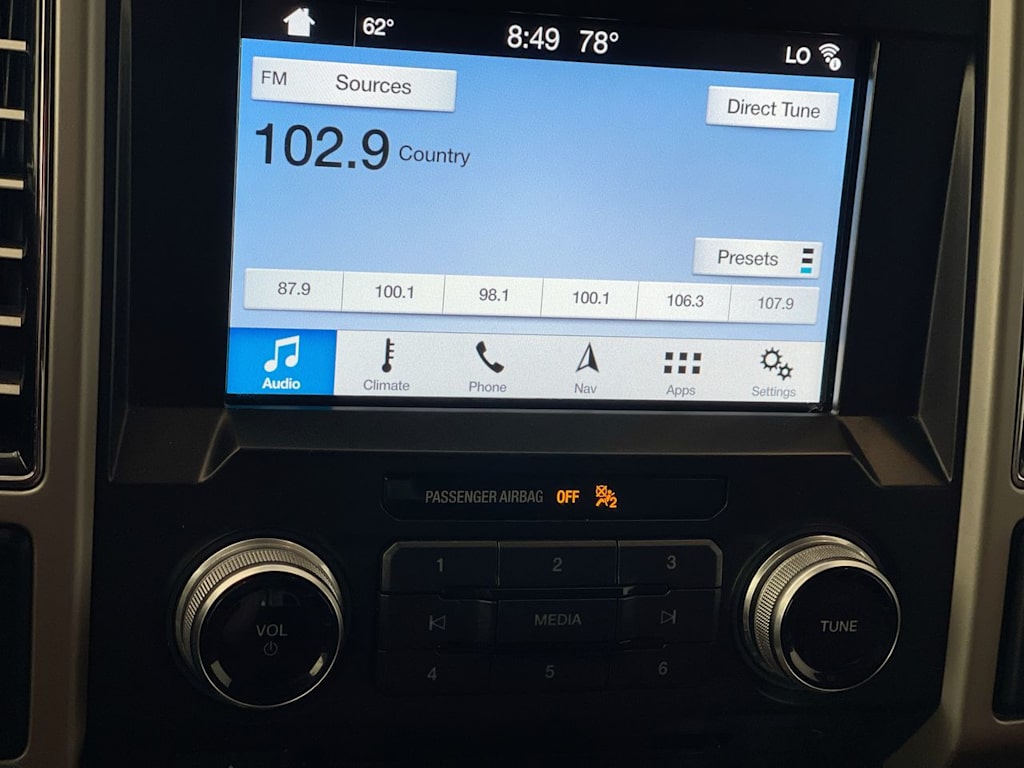 62° 8:49 78° LO
FM Sources
Direct Tune
102.9 Country
Presets
87.9 100.1 98.1 100.1 106.3 107.9
Audio Climate Phone Nav Apps Settings
PASSENGER AIRBAG OFF 2
1 2 3
VOL MEDIA TUNE
4 5 6